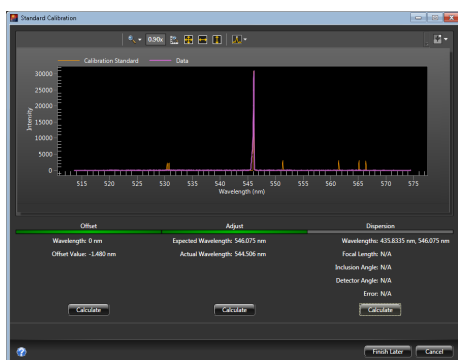 Standard Calibration
0.90x
Calibration Standard Data
30000
25000
20000
15000
10000
5000
0
Intensity
515 520 525 530 535 540 545 550 555 560 565 570 575
Wavelength (nm)
Offset Adjust Dispersion
Wavelength: 0 nm Expected Wavelength: 546.075 nm Wavelengths: 435.8335 nm, 546.075 nm
Offset Value: -1.480 nm Actual Wavelength: 544.506 nm Focal Length: N/A
Inclusion Angle: N/A
Detector Angle: N/A
Error: N/A
Calculate Calculate Calculate
Finish Later Cancel